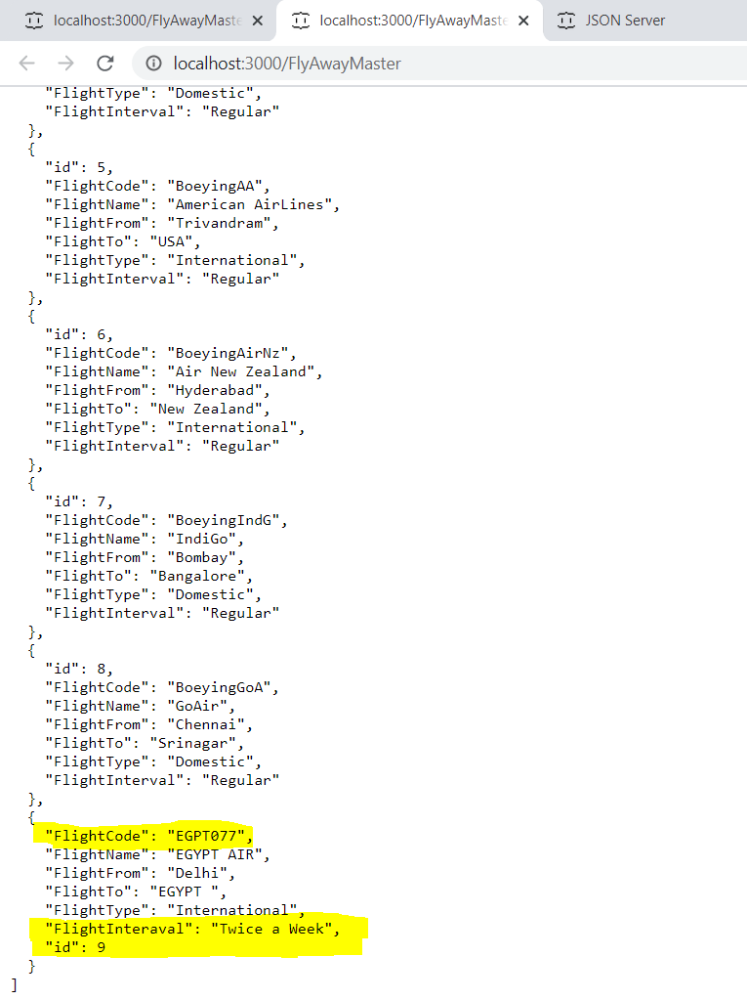 localhost:3000/FlyAwayMaste
localhost:3000/FlyAwayMaste
JSON Server
localhost:3000/FlyAwayMaster
"FlightType": "Domestic",
"FlightInterval": "Regular"
},
{
"id": 5,
"FlightCode": "BoeyingAA",
"FlightName": "American AirLines",
"FlightFrom": "Trivandram",
"FlightTo": "USA",
"FlightType": "International",
"FlightInterval": "Regular"
},
{
"id": 6,
"FlightCode": "BoeyingAirNz",
"FlightName": "Air New Zealand",
"FlightFrom": "Hyderabad",
"FlightTo": "New Zealand",
"FlightType": "International",
"FlightInterval": "Regular"
},
{
"id": 7,
"FlightCode": "BoeyingIndG",
"FlightName": "IndiGo",
"FlightFrom": "Bombay",
"FlightTo": "Bangalore",
"FlightType": "Domestic",
"FlightInterval": "Regular"
},
{
"id": 8,
"FlightCode": "BoeyingGoA",
"FlightName": "GoAir",
"FlightFrom": "Chennai",
"FlightTo": "Srinagar",
"FlightType": "Domestic",
"FlightInterval": "Regular"
},
{
"FlightCode": "EGPT077",
"FlightName": "EGYPT AIR",
"FlightFrom": "Delhi",
"FlightTo": "EGYPT ",
"FlightType": "International",
"FlightInteraval": "Twice a Week",
"id": 9
}
]